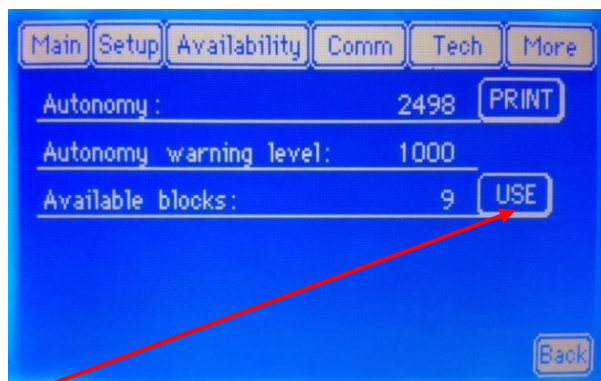 Main Setup Availability Comm Tech More
Autonomy: 2498 PRINT
Autonomy warning level: 1000
Available blocks: 9 USE
Back